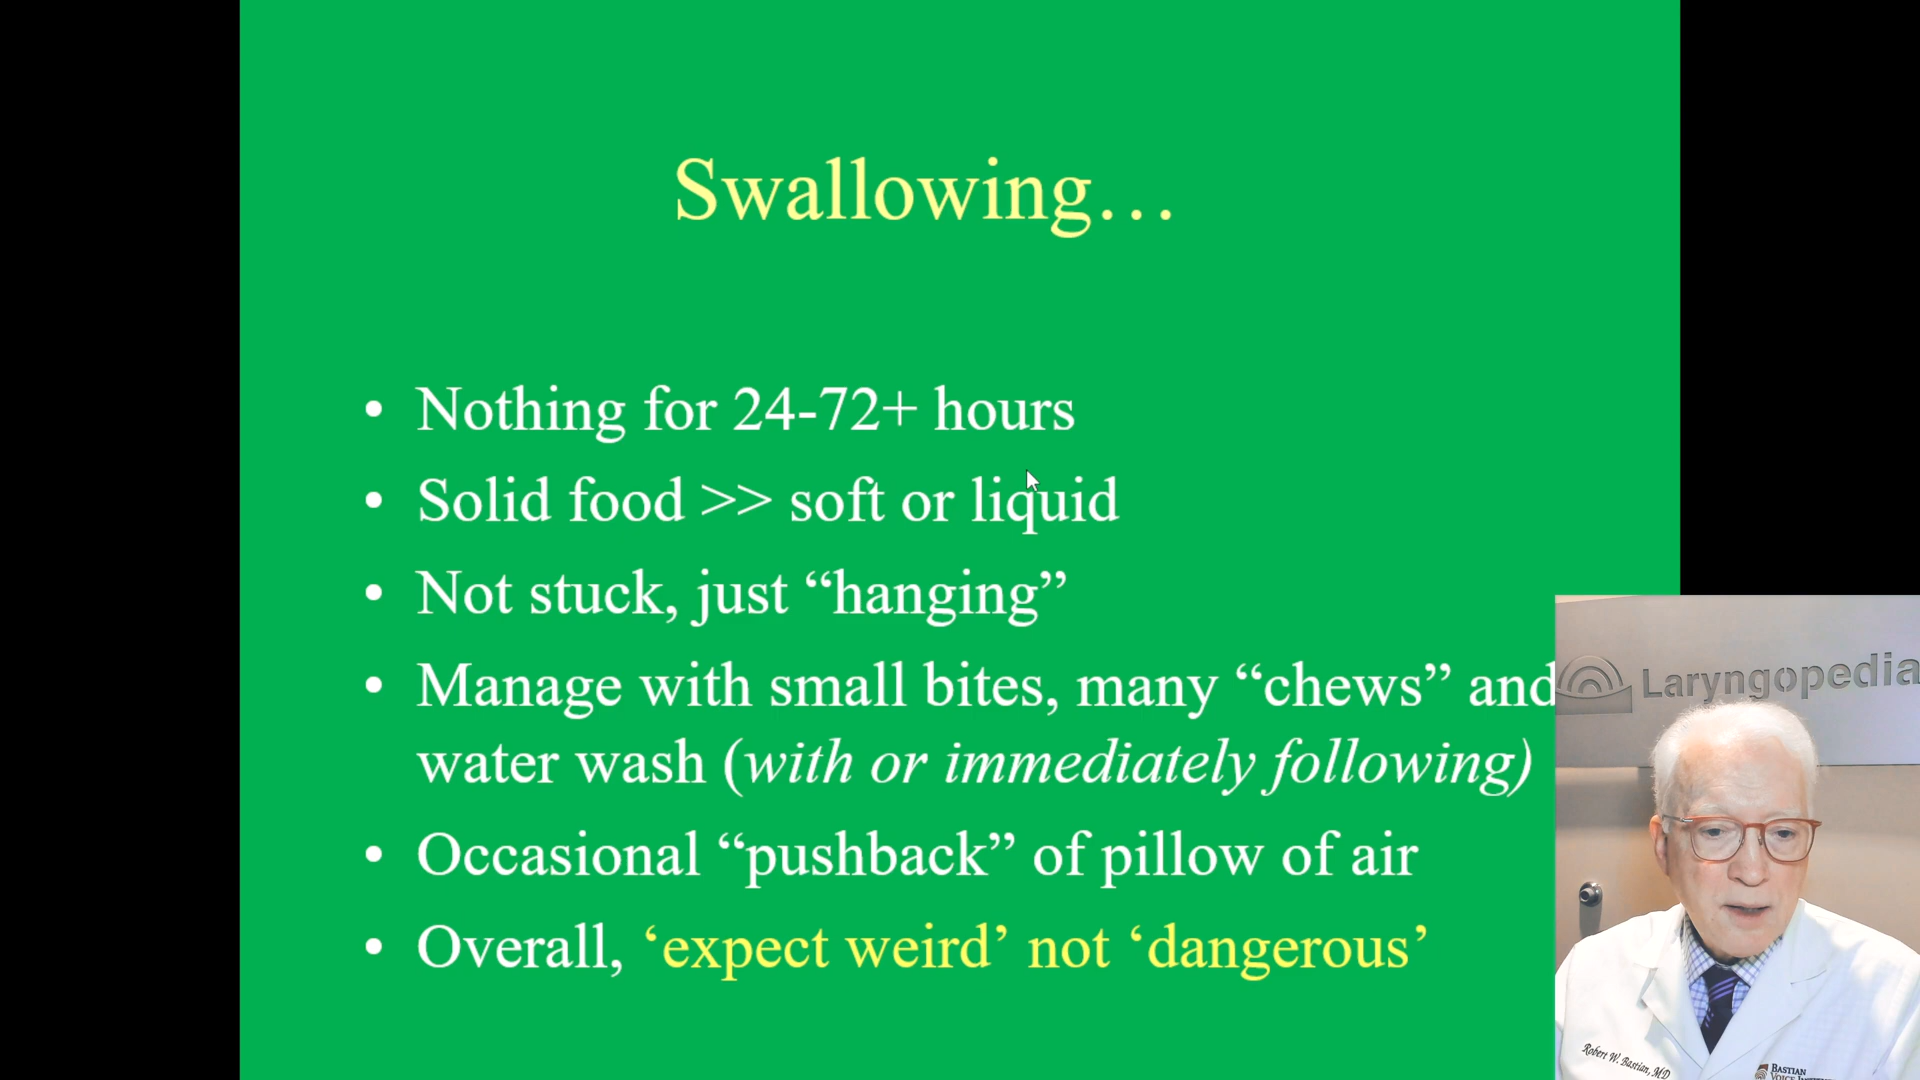 Swallowing…
• Nothing for 24-72+ hours
• Solid food >> soft or liquid
• Not stuck, just “hanging”
• Manage with small bites, many “chews” and
water wash (with or immediately following)
• Occasional “pushback” of pillow of air
• Overall, ‘expect weird’ not ‘dangerous’
Laryngopedia
Robert W. Bastian, MD
BASTIAN
VOICE